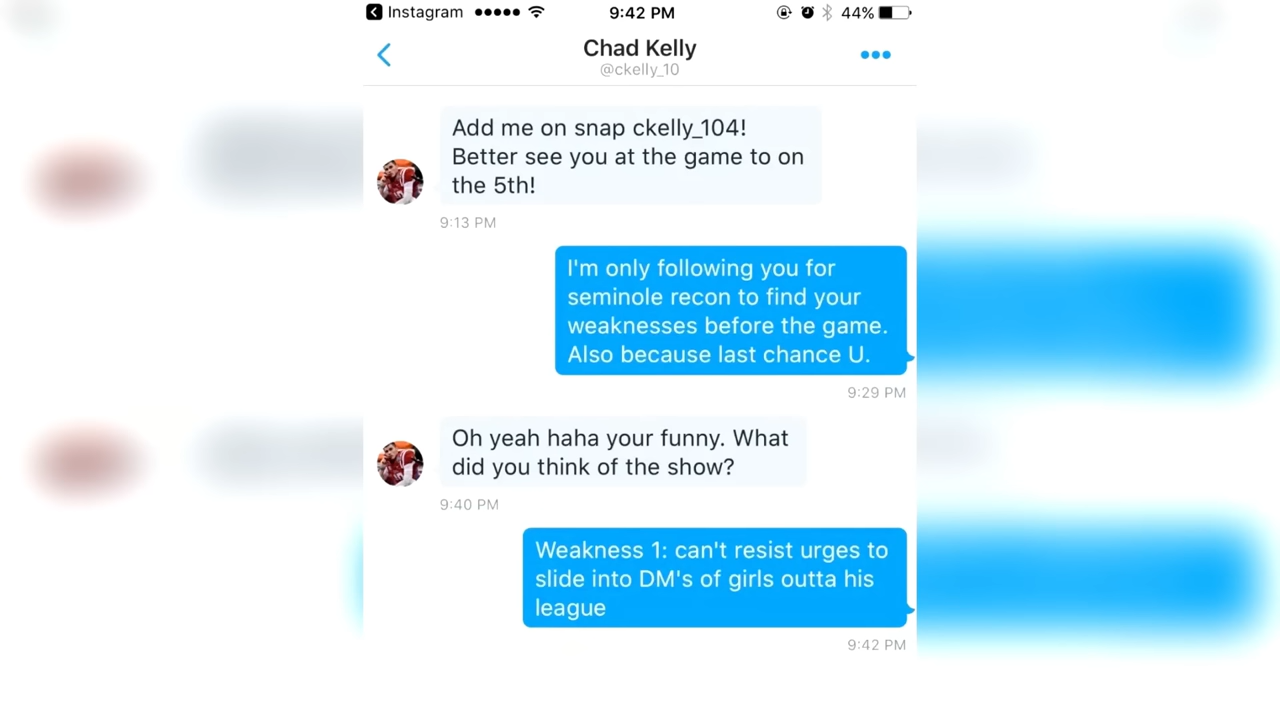 Instagram 9:42 PM 44%
Chad Kelly
@ckelly_10
Add me on snap ckelly_104!
Better see you at the game to on
the 5th!
9:13 PM
I'm only following you for
seminole recon to find your
weaknesses before the game.
Also because last chance U.
9:29 PM
Oh yeah haha your funny. What
did you think of the show?
9:40 PM
Weakness 1: can't resist urges to
slide into DM's of girls outta his
league
9:42 PM